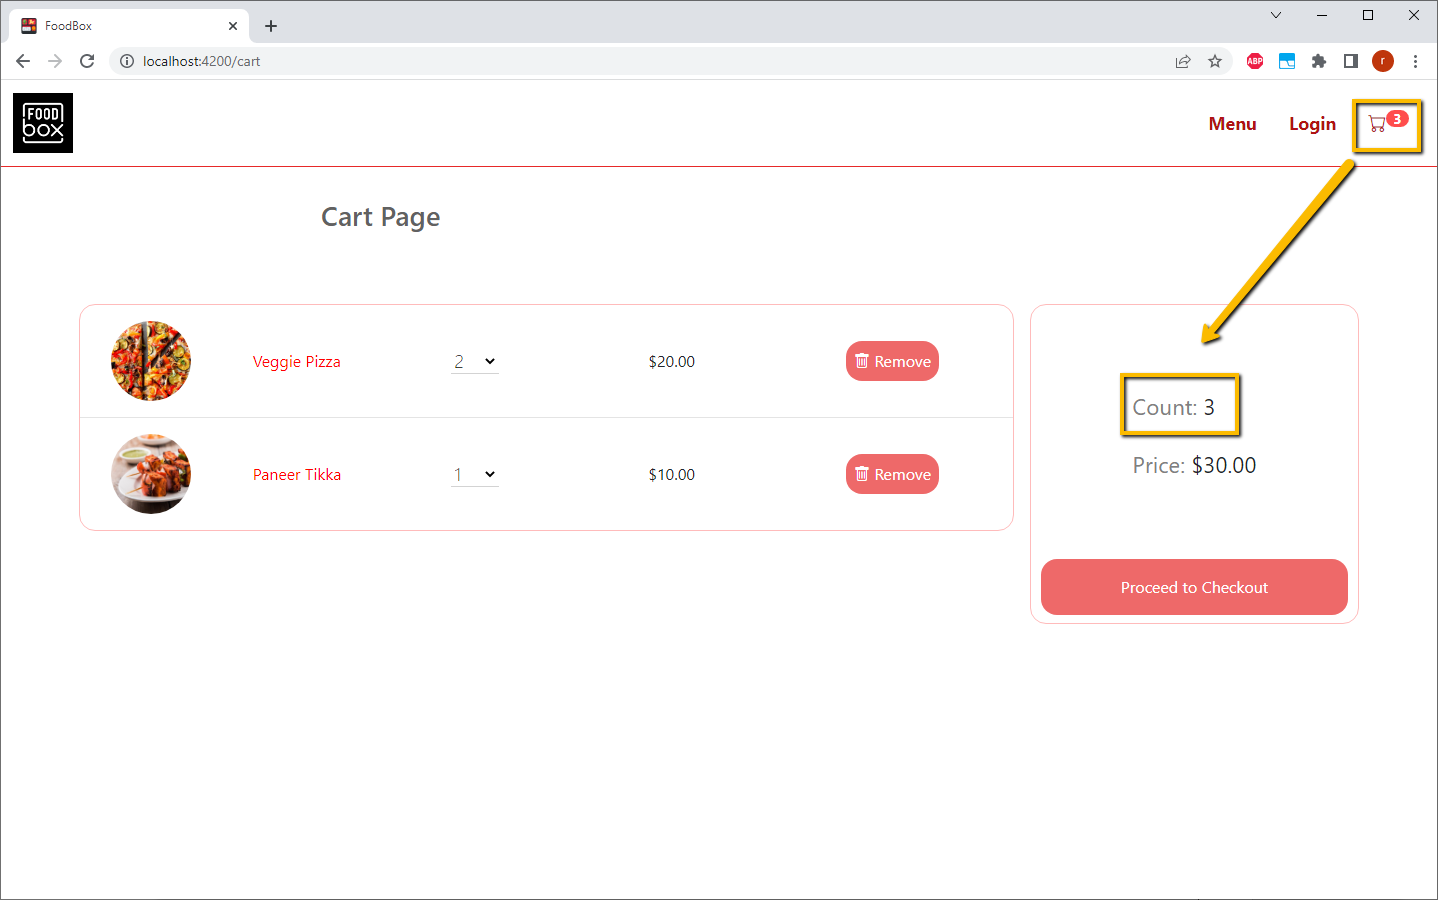 FoodBox
localhost:4200/cart
ABP
r
FOOD
box
Menu
Login
3
Cart Page
Veggie Pizza
2
$20.00
Remove
Paneer Tikka
1
$10.00
Remove
Count: 3
Price: $30.00
Proceed to Checkout